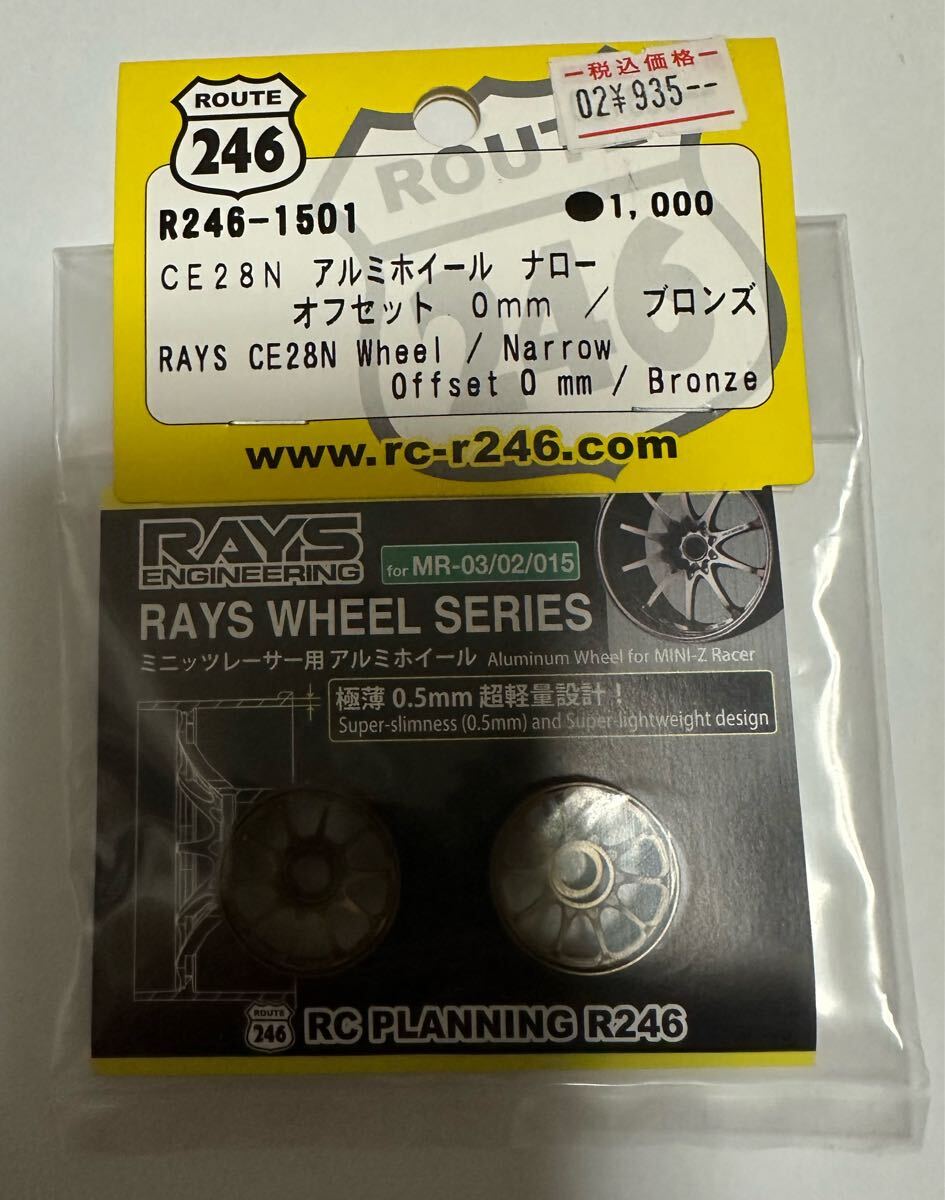 ー税込価格ー
02¥935--
ROUTE
246
ROUTE
246
R246-1501
●1,000
CE28N アルミホイール ナロー
オフセット 0mm / ブロンズ
RAYS CE28N Wheel / Narrow
Offset 0 mm / Bronze
www.rc-r246.com
RAYS
ENGINEERING
for MR-03/02/015
RAYS WHEEL SERIES
ミニッツレーサー用 アルミホイール Aluminum Wheel for MINI-Z Racer
極薄 0.5mm 超軽量設計！
Super-slimness (0.5mm) and Super-lightweight design
ROUTE
246
RC PLANNING R246